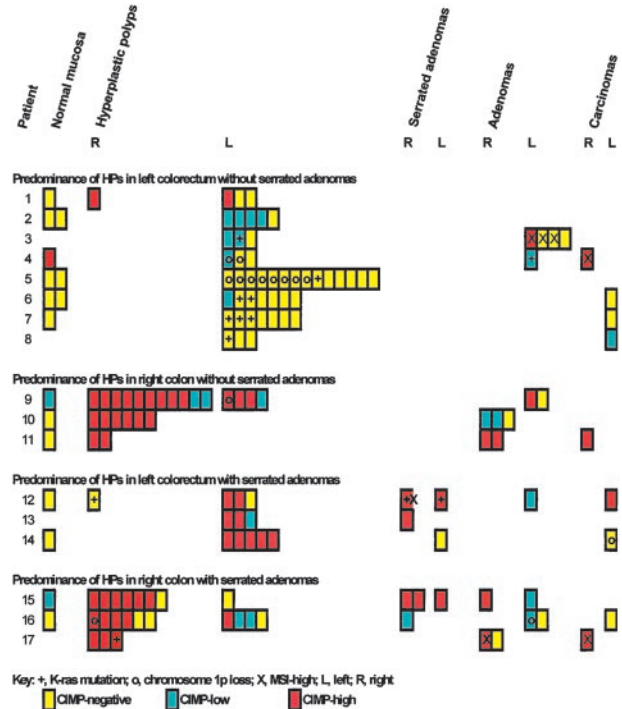 Patient
Normal mucosa
Hyperplastic polyps
Serrated adenomas
Adenomas
Carcinomas
R L R L R L R L
Predominance of HPs in left colorectum without serrated adenomas
1
2
3 + X X X
4 o o + X
5 o o o o o o o o +
6 + +
7 + + +
8 +
Predominance of HPs in right colon without serrated adenomas
9 o
10
11
Predominance of HPs in left colorectum with serrated adenomas
12 + + X +
13
14 o
Predominance of HPs in right colon with serrated adenomas
15
16 o o
17 + X X
Key: +, K-ras mutation; o, chromosome 1p loss; X, MSI-high; L, left; R, right
CIMP-negative CIMP-low CIMP-high